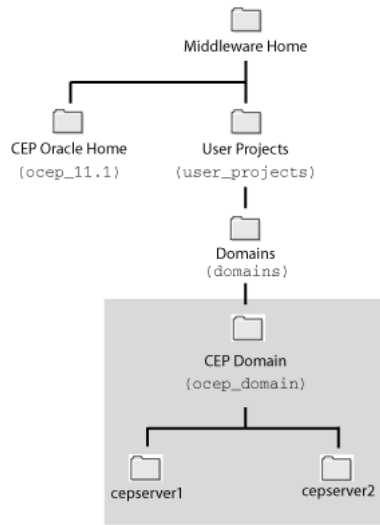 Middleware Home
CEP Oracle Home
(ocep_11.1)
User Projects
(user_projects)
Domains
(domains)
CEP Domain
(ocep_domain)
cepserver1
cepserver2